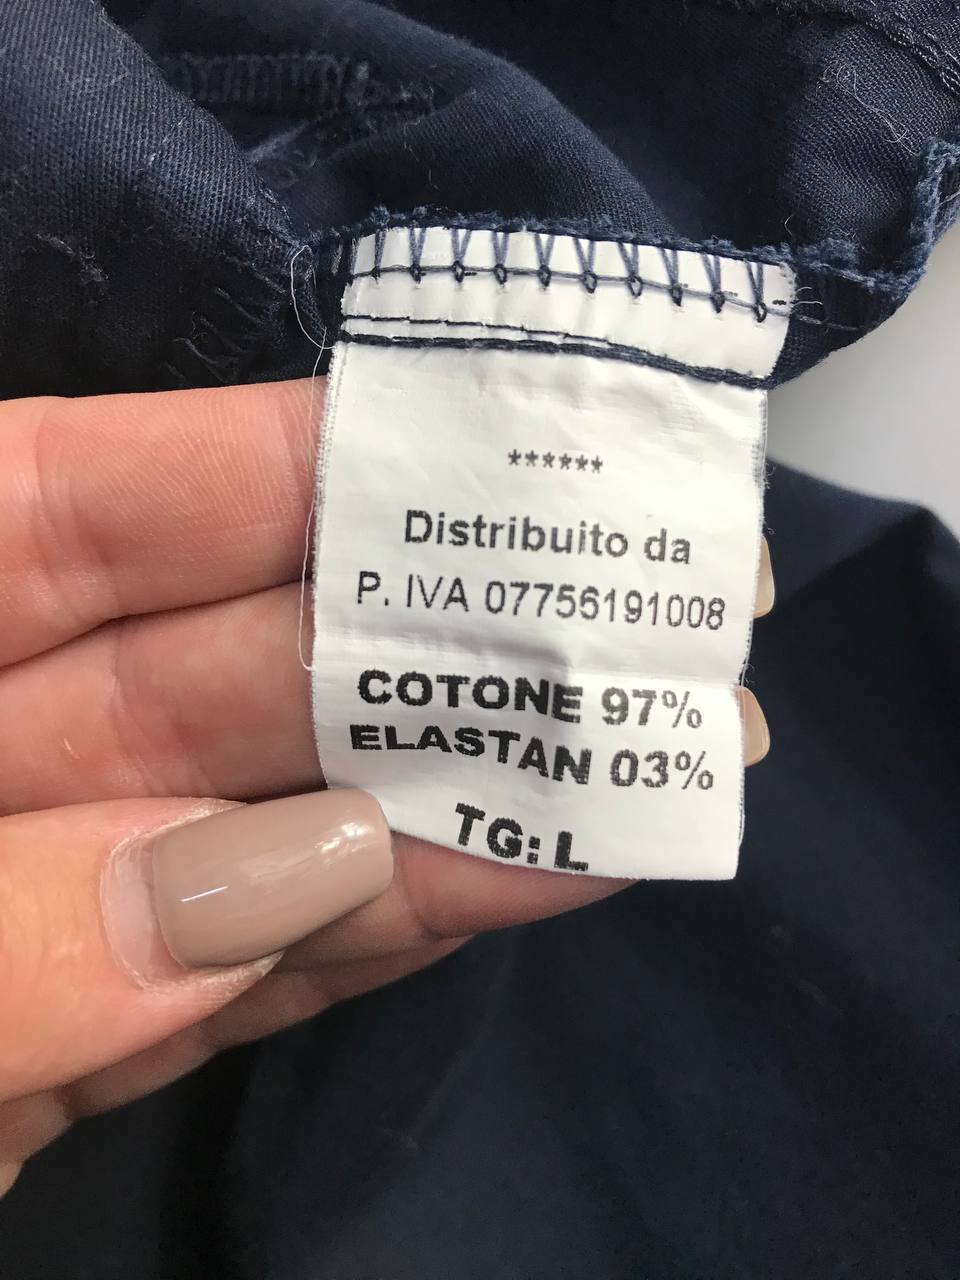 ******
Distribuito da
P. IVA 07756191008
COTONE 97%
ELASTAN 03%
TG: L